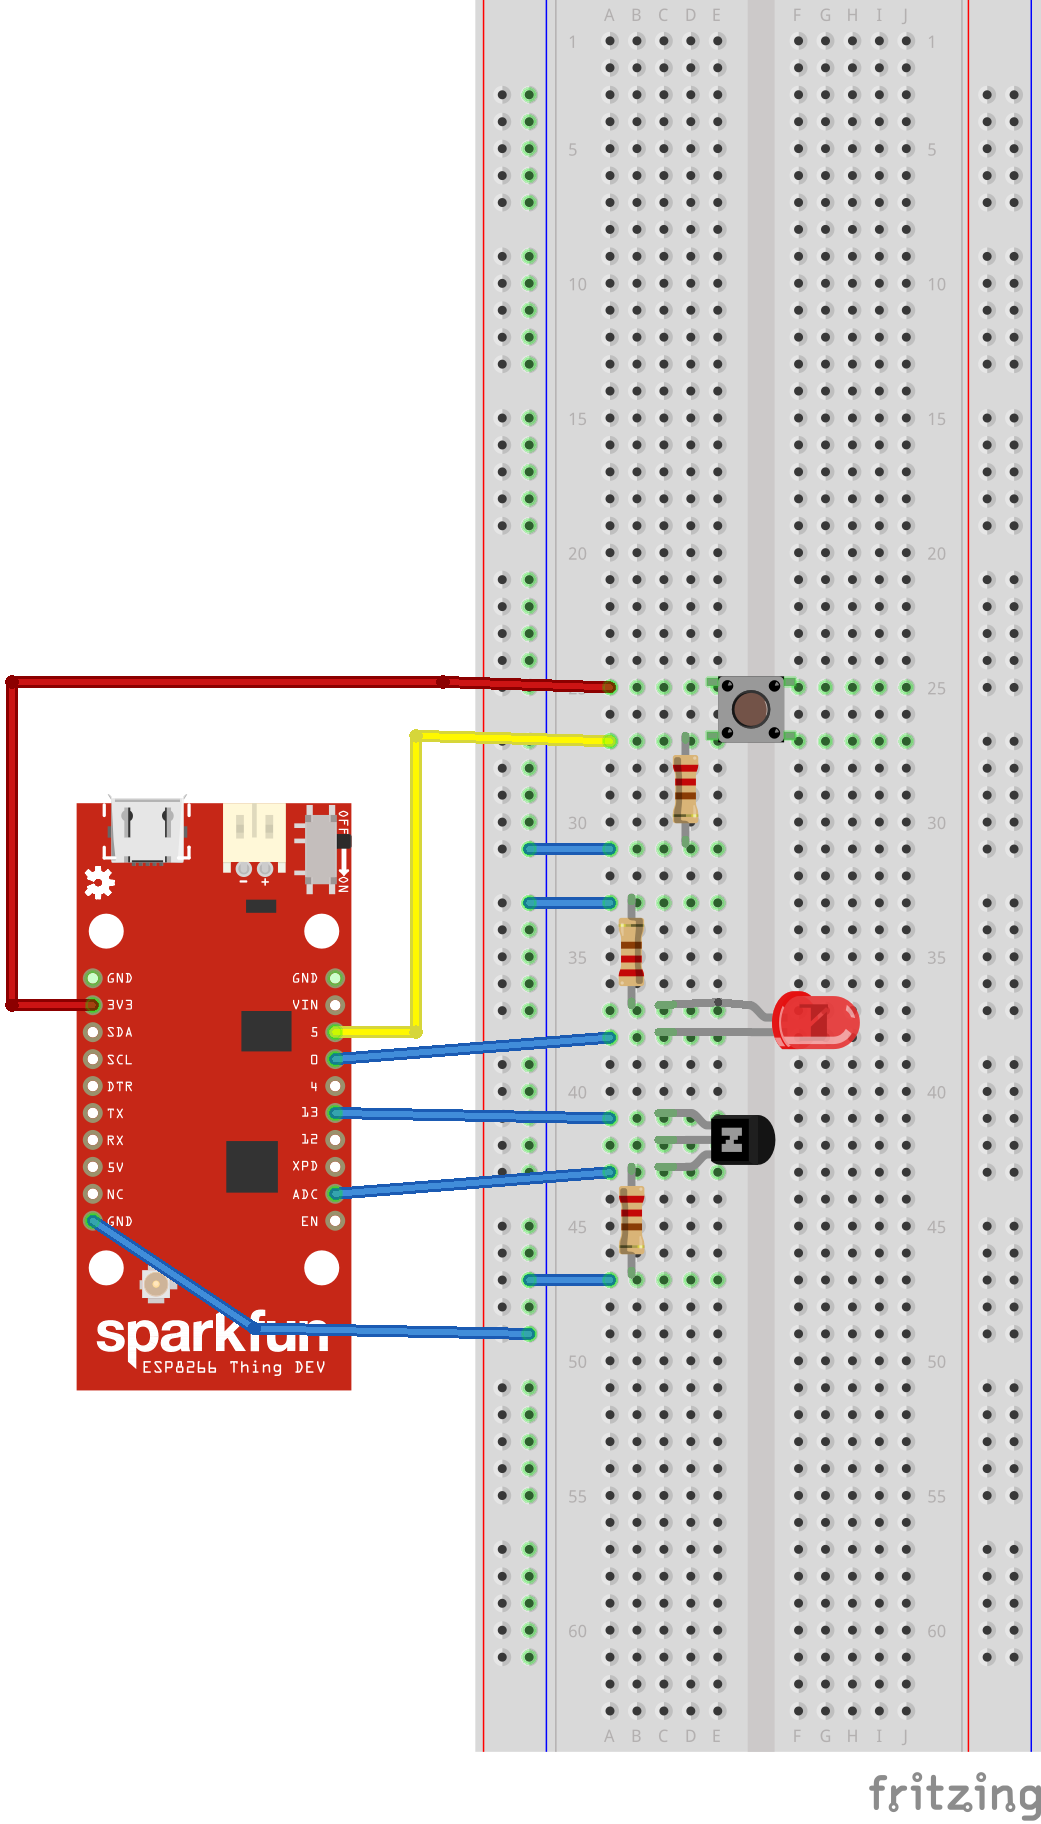 A B C D E F G H I J
1 1
5 5
10 10
15 15
20 20
25 25
30 30
35 35
40 40
45 45
50 50
55 55
60 60
A B C D E F G H I J
OFF
ON
- +
GND GND
3V3 VIN
SDA 5
SCL 0
DTR 4
TX 13
RX 12
5V XPD
NC ADC
GND EN
sparkfun
ESP8266 Thing DEV
fritzing